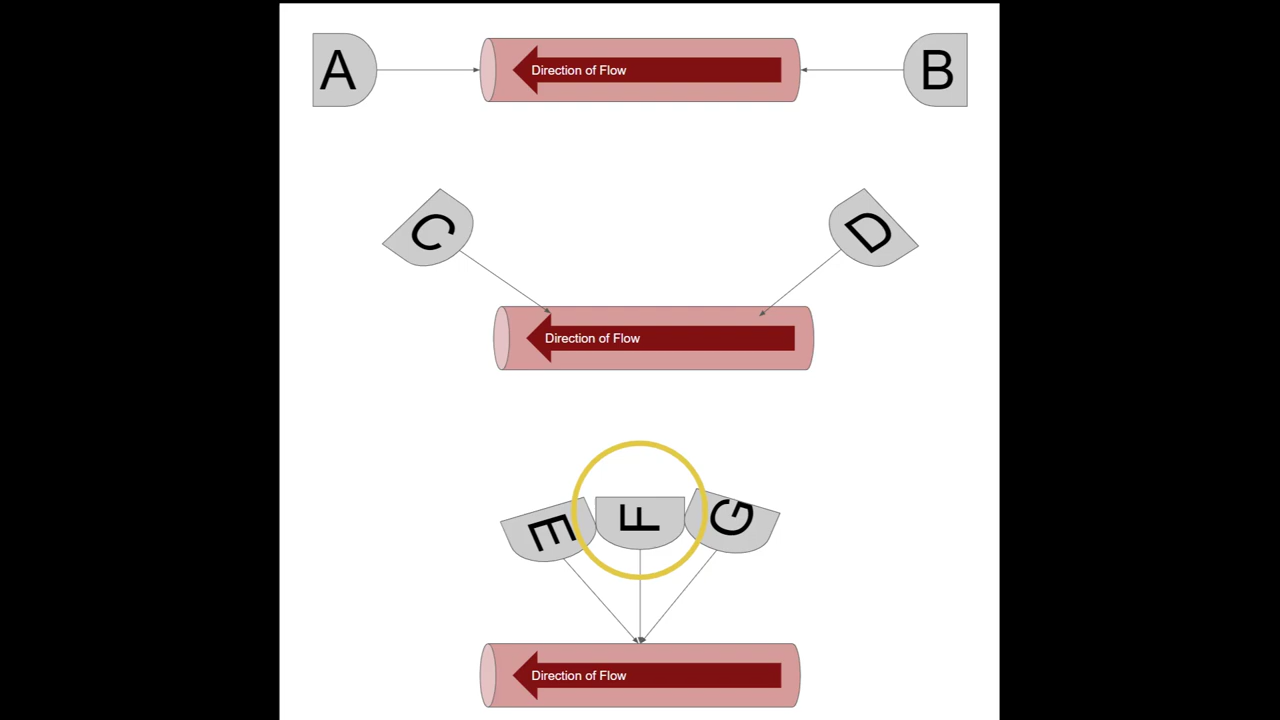 A
Direction of Flow
B
C
D
Direction of Flow
E
F
G
Direction of Flow